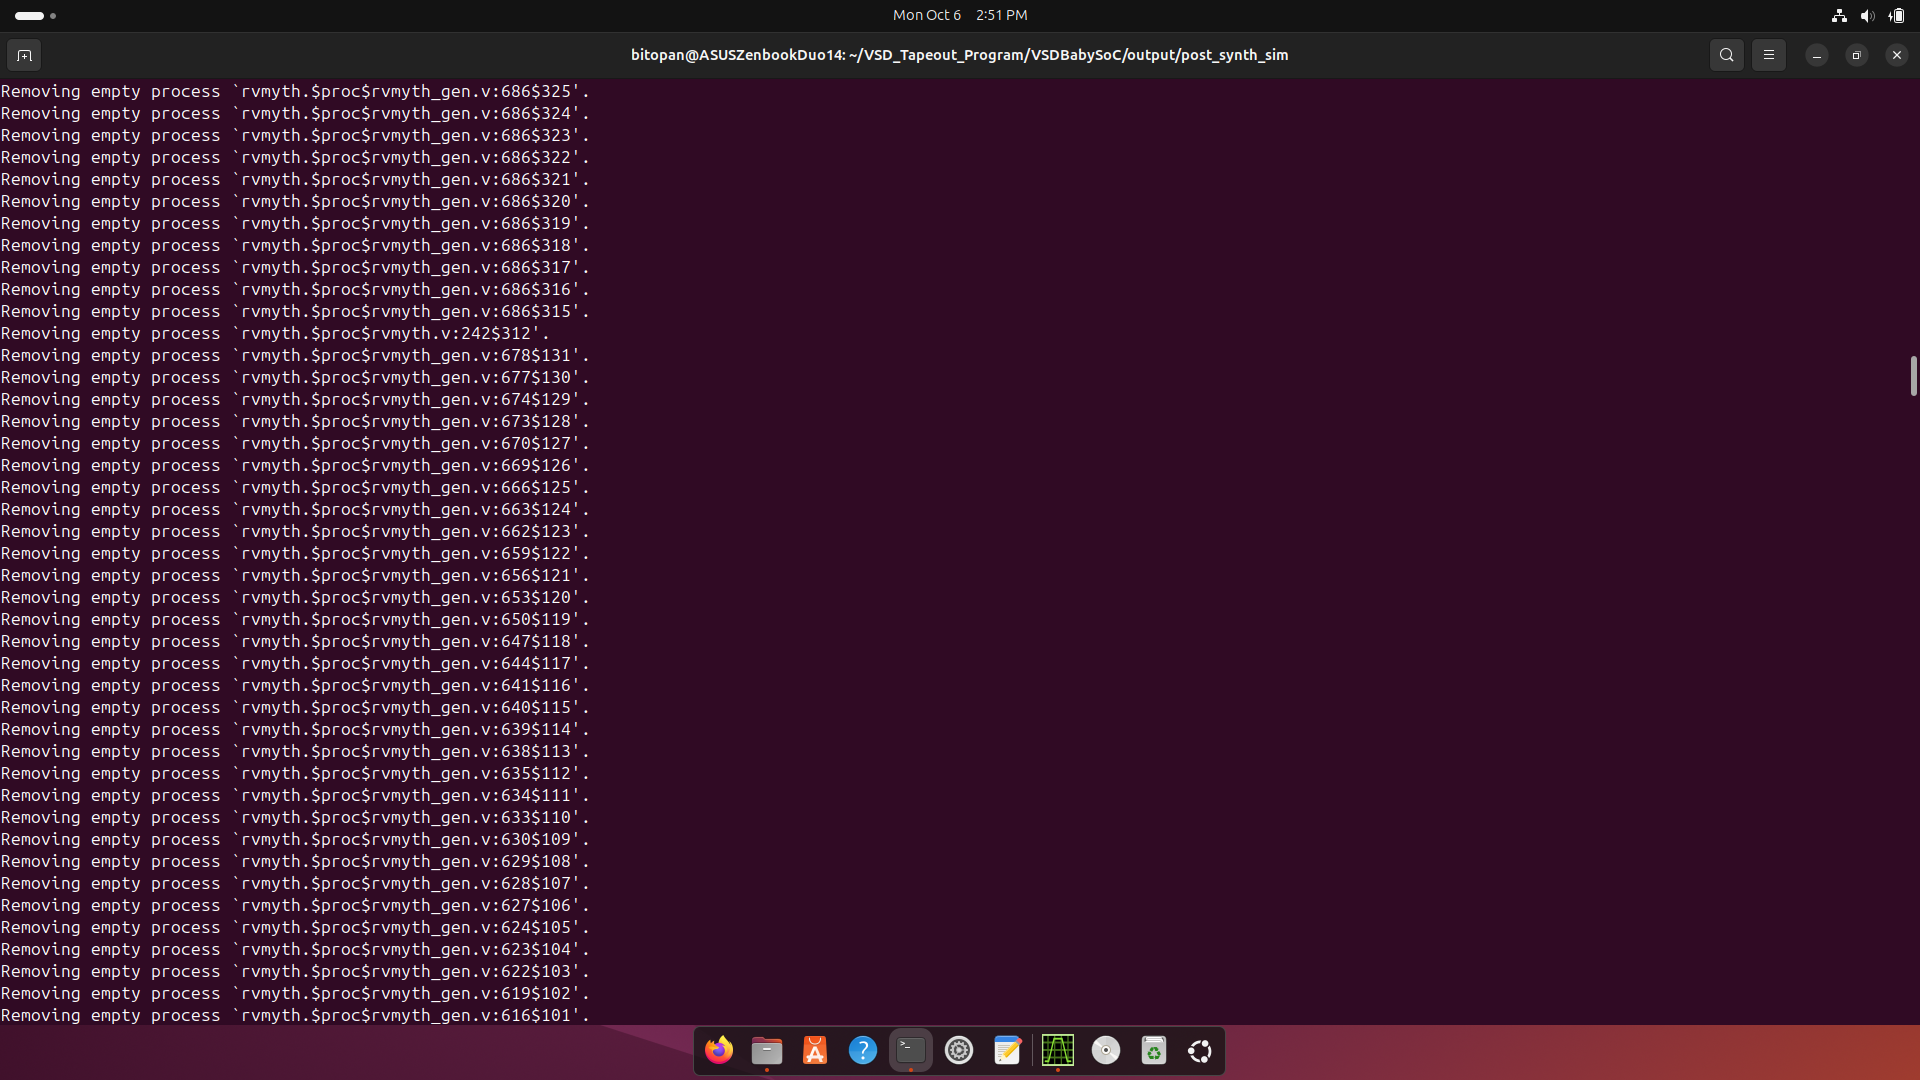 Mon Oct 6 2:51 PM
bitopan@ASUSZenbookDuo14: ~/VSD_Tapeout_Program/VSDBabySoC/output/post_synth_sim
Removing empty process `rvmyth.$proc$rvmyth_gen.v:686$325'.
Removing empty process `rvmyth.$proc$rvmyth_gen.v:686$324'.
Removing empty process `rvmyth.$proc$rvmyth_gen.v:686$323'.
Removing empty process `rvmyth.$proc$rvmyth_gen.v:686$322'.
Removing empty process `rvmyth.$proc$rvmyth_gen.v:686$321'.
Removing empty process `rvmyth.$proc$rvmyth_gen.v:686$320'.
Removing empty process `rvmyth.$proc$rvmyth_gen.v:686$319'.
Removing empty process `rvmyth.$proc$rvmyth_gen.v:686$318'.
Removing empty process `rvmyth.$proc$rvmyth_gen.v:686$317'.
Removing empty process `rvmyth.$proc$rvmyth_gen.v:686$316'.
Removing empty process `rvmyth.$proc$rvmyth_gen.v:686$315'.
Removing empty process `rvmyth.$proc$rvmyth.v:242$312'.
Removing empty process `rvmyth.$proc$rvmyth_gen.v:678$131'.
Removing empty process `rvmyth.$proc$rvmyth_gen.v:677$130'.
Removing empty process `rvmyth.$proc$rvmyth_gen.v:674$129'.
Removing empty process `rvmyth.$proc$rvmyth_gen.v:673$128'.
Removing empty process `rvmyth.$proc$rvmyth_gen.v:670$127'.
Removing empty process `rvmyth.$proc$rvmyth_gen.v:669$126'.
Removing empty process `rvmyth.$proc$rvmyth_gen.v:666$125'.
Removing empty process `rvmyth.$proc$rvmyth_gen.v:663$124'.
Removing empty process `rvmyth.$proc$rvmyth_gen.v:662$123'.
Removing empty process `rvmyth.$proc$rvmyth_gen.v:659$122'.
Removing empty process `rvmyth.$proc$rvmyth_gen.v:656$121'.
Removing empty process `rvmyth.$proc$rvmyth_gen.v:653$120'.
Removing empty process `rvmyth.$proc$rvmyth_gen.v:650$119'.
Removing empty process `rvmyth.$proc$rvmyth_gen.v:647$118'.
Removing empty process `rvmyth.$proc$rvmyth_gen.v:644$117'.
Removing empty process `rvmyth.$proc$rvmyth_gen.v:641$116'.
Removing empty process `rvmyth.$proc$rvmyth_gen.v:640$115'.
Removing empty process `rvmyth.$proc$rvmyth_gen.v:639$114'.
Removing empty process `rvmyth.$proc$rvmyth_gen.v:638$113'.
Removing empty process `rvmyth.$proc$rvmyth_gen.v:635$112'.
Removing empty process `rvmyth.$proc$rvmyth_gen.v:634$111'.
Removing empty process `rvmyth.$proc$rvmyth_gen.v:633$110'.
Removing empty process `rvmyth.$proc$rvmyth_gen.v:630$109'.
Removing empty process `rvmyth.$proc$rvmyth_gen.v:629$108'.
Removing empty process `rvmyth.$proc$rvmyth_gen.v:628$107'.
Removing empty process `rvmyth.$proc$rvmyth_gen.v:627$106'.
Removing empty process `rvmyth.$proc$rvmyth_gen.v:624$105'.
Removing empty process `rvmyth.$proc$rvmyth_gen.v:623$104'.
Removing empty process `rvmyth.$proc$rvmyth_gen.v:622$103'.
Removing empty process `rvmyth.$proc$rvmyth_gen.v:619$102'.
Removing empty process `rvmyth.$proc$rvmyth_gen.v:616$101'.